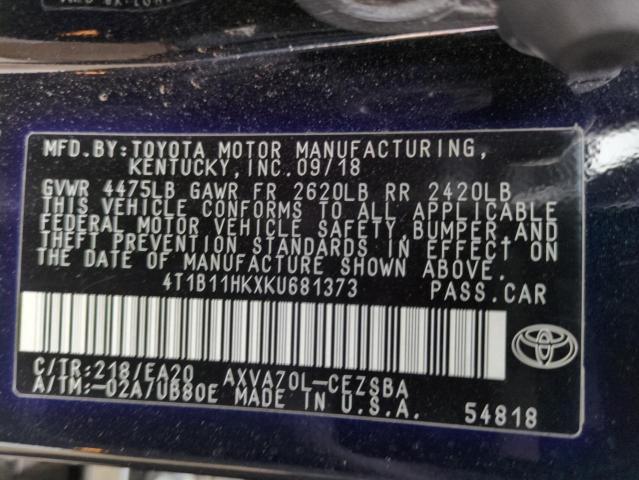 MFD.BY:TOYOTA MOTOR MANUFACTURING,
KENTUCKY, INC. 09/18
GVWR 4475LB GAWR FR 2620LB RR 2420LB
THIS VEHICLE CONFORMS TO ALL APPLICABLE
FEDERAL MOTOR VEHICLE SAFETY, BUMPER, AND
THEFT PREVENTION STANDARDS IN EFFECT ON
THE DATE OF MANUFACTURE SHOWN ABOVE.
4T1B11HKXKU681373 PASS.CAR
C/TR:218/EA20 AXVA70L-CEZSBA
A/TM:-02A/UB80E MADE IN U.S.A. 54818